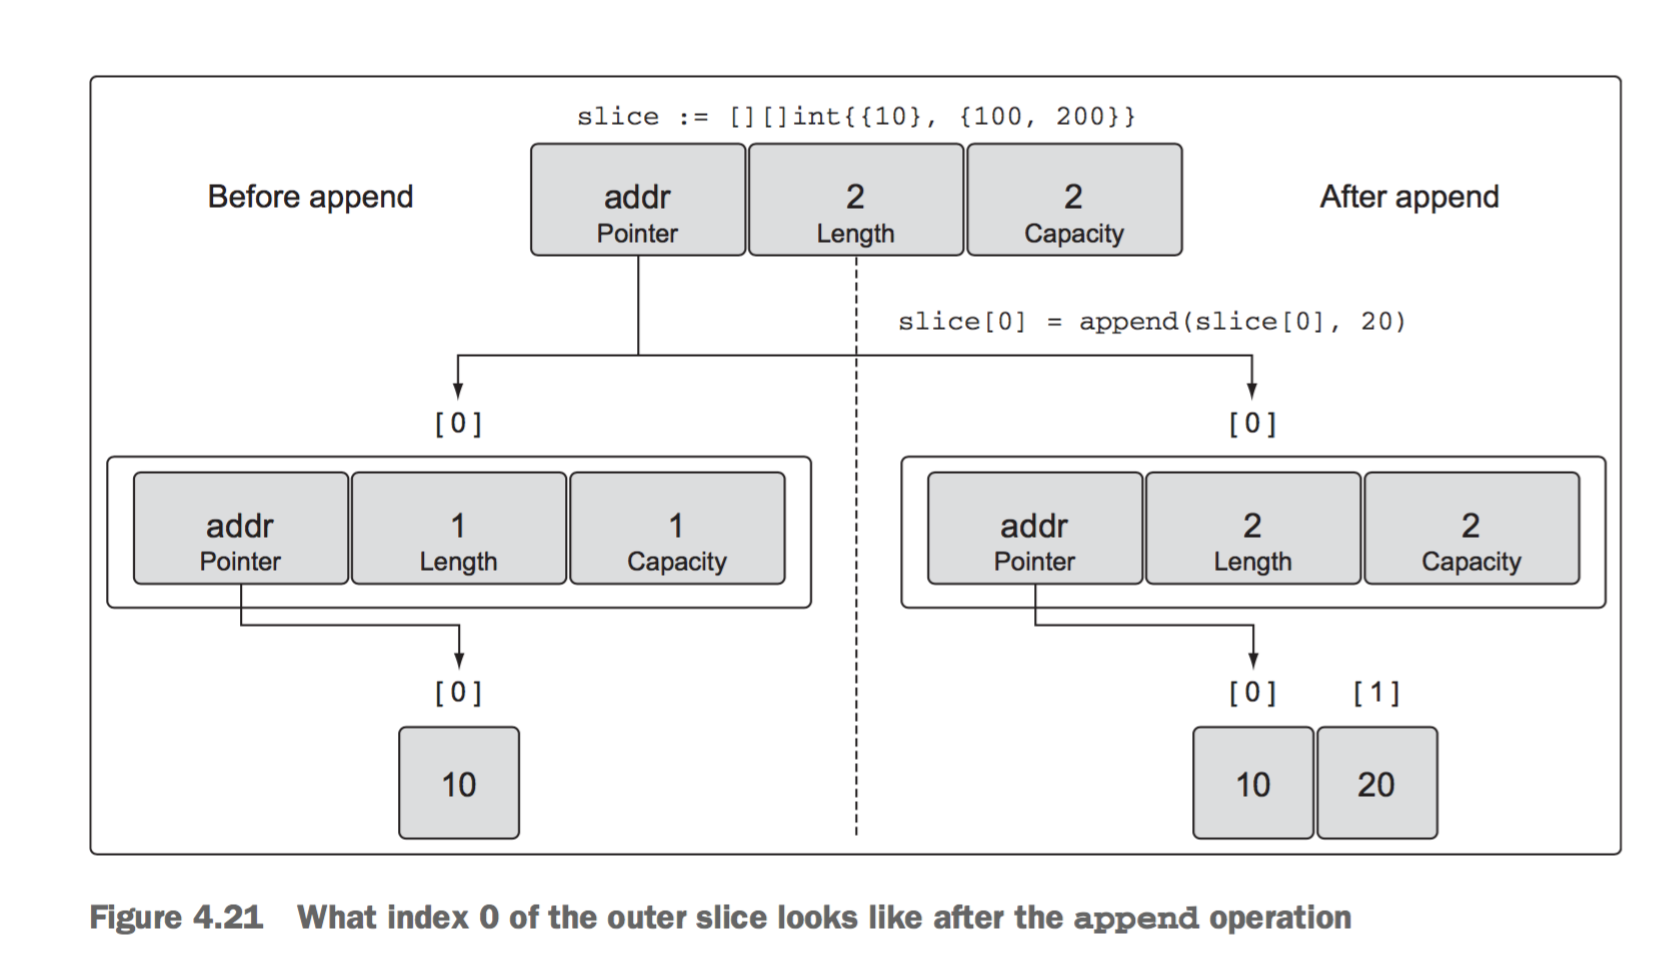 slice := [][]int{{10}, {100, 200}}
Before append
addr
Pointer
2
Length
2
Capacity
After append
slice[0] = append(slice[0], 20)
[0]
[0]
addr
Pointer
1
Length
1
Capacity
addr
Pointer
2
Length
2
Capacity
[0]
[0] [1]
10
10
20
Figure 4.21 What index 0 of the outer slice looks like after the append operation